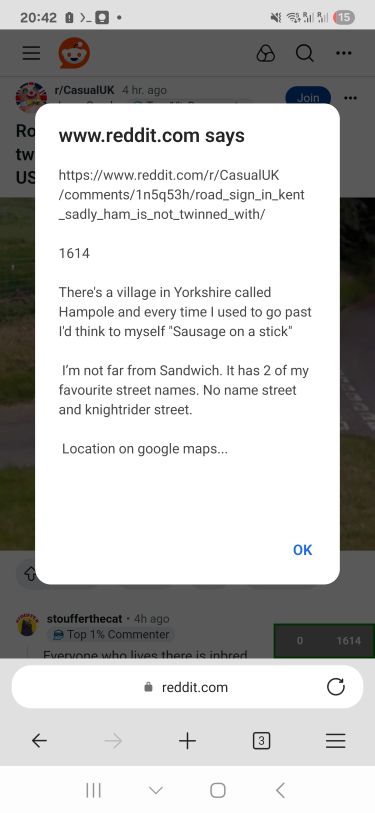 20:42
15
r/CasualUK 4 hr. ago
Join
Ro
tw
US
www.reddit.com says
https://www.reddit.com/r/CasualUK
/comments/1n5q53h/road_sign_in_kent
_sadly_ham_is_not_twinned_with/
1614
There's a village in Yorkshire called
Hampole and every time I used to go past
I'd think to myself "Sausage on a stick"
I'm not far from Sandwich. It has 2 of my
favourite street names. No name street
and knightrider street.
Location on google maps...
OK
stoufferthecat • 4h ago
Top 1% Commenter
Everyone who lives there is inbred
0 1614
reddit.com
3